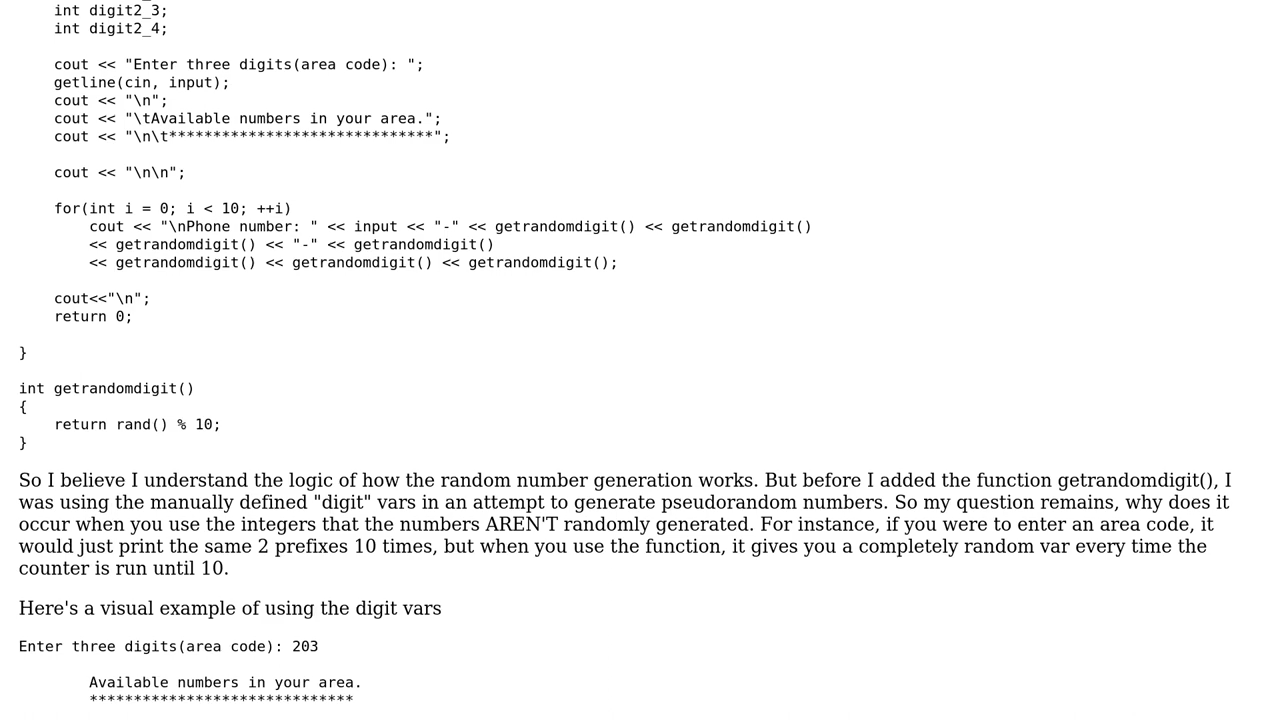 int digit2_3;
    int digit2_4;

    cout << "Enter three digits(area code): ";
    getline(cin, input);
    cout << "\n";
    cout << "\tAvailable numbers in your area.";
    cout << "\n\t******************************";

    cout << "\n\n";

    for(int i = 0; i < 10; ++i)
        cout << "\nPhone number: " << input << "-" << getrandomdigit() << getrandomdigit()
        << getrandomdigit() << "-" << getrandomdigit()
        << getrandomdigit() << getrandomdigit() << getrandomdigit();

    cout<<"\n";
    return 0;

}

int getrandomdigit()
{
    return rand() % 10;
}

So I believe I understand the logic of how the random number generation works. But before I added the function getrandomdigit(), I
was using the manually defined "digit" vars in an attempt to generate pseudorandom numbers. So my question remains, why does it
occur when you use the integers that the numbers AREN'T randomly generated. For instance, if you were to enter an area code, it
would just print the same 2 prefixes 10 times, but when you use the function, it gives you a completely random var every time the
counter is run until 10.

Here's a visual example of using the digit vars

Enter three digits(area code): 203

        Available numbers in your area.
        ******************************